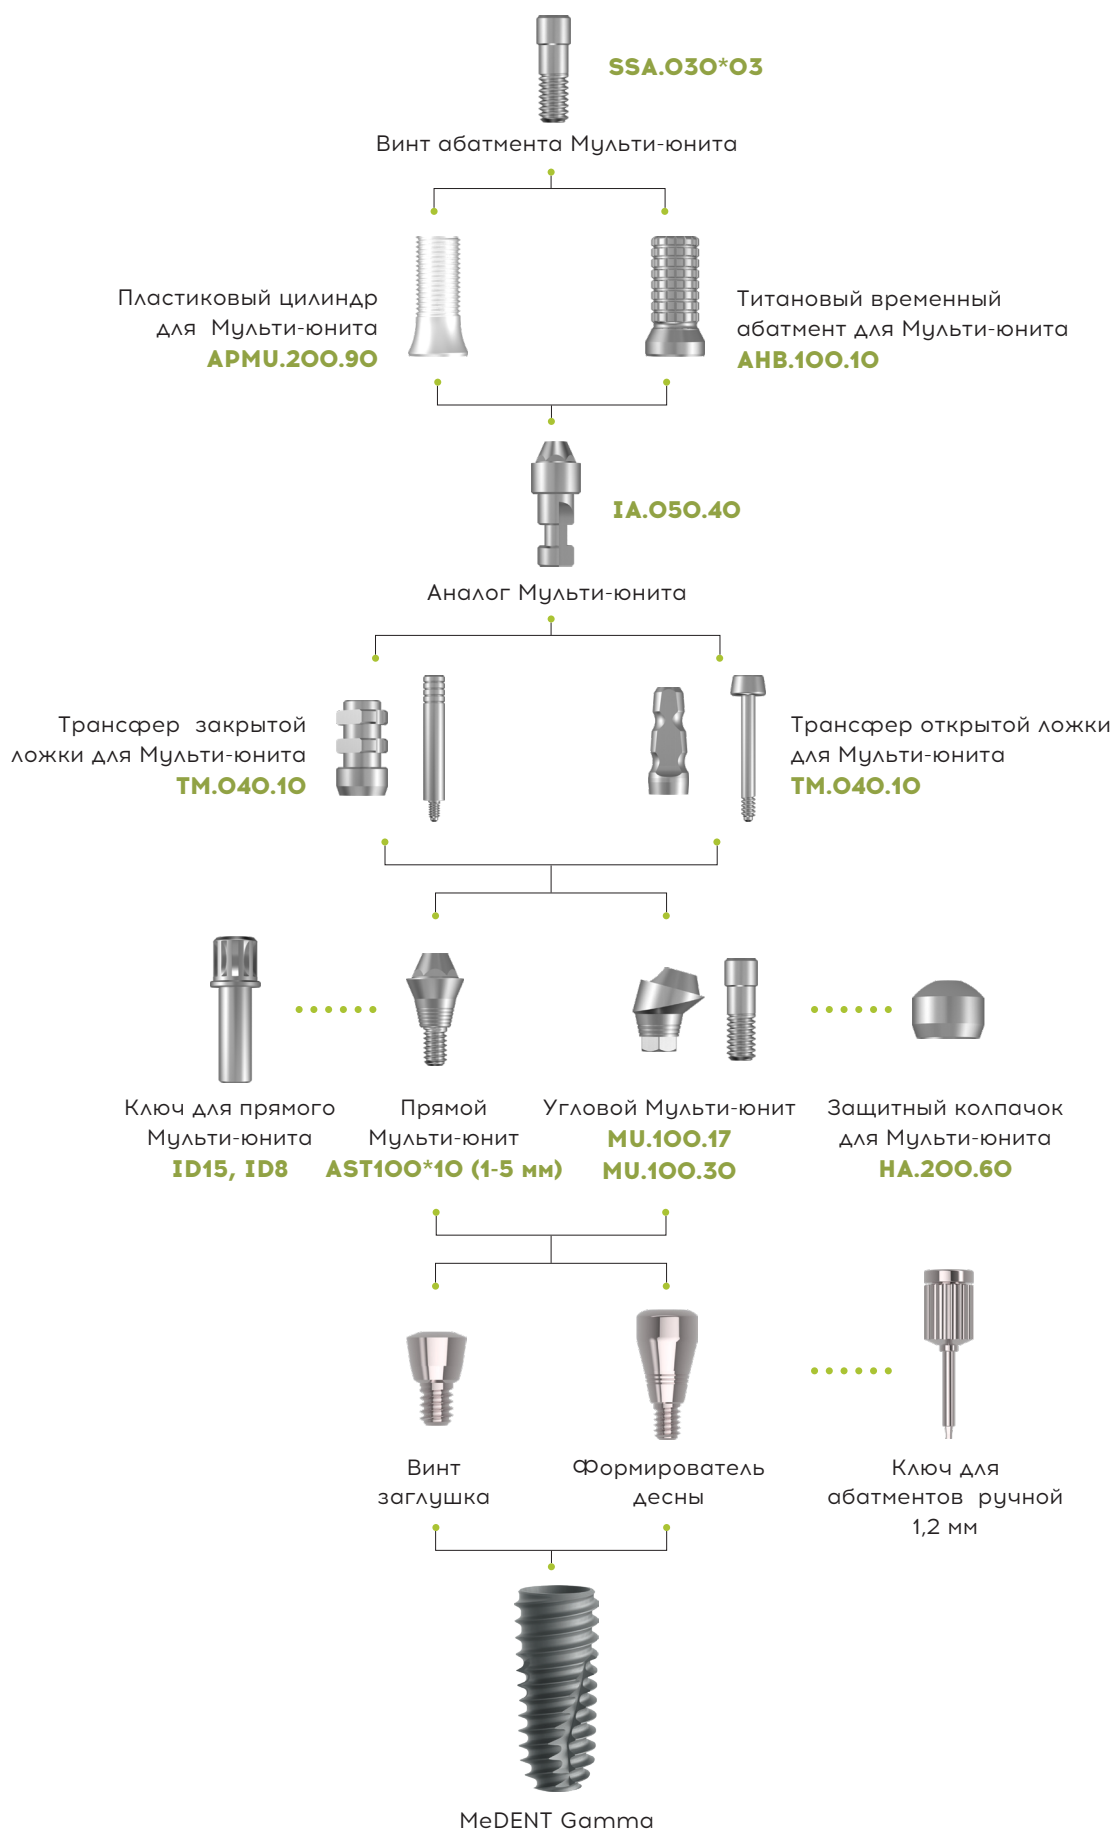 SSA.030*03
Винт абатмента Мульти-юнита
Пластиковый цилиндр
для Мульти-юнита
APMU.200.90
Титановый временный
абатмент для Мульти-юнита
AHB.100.10
IA.050.40
Аналог Мульти-юнита
Трансфер закрытой
ложки для Мульти-юнита
TM.040.10
Трансфер открытой ложки
для Мульти-юнита
TM.040.10
Ключ для прямого
Мульти-юнита
ID15, ID8
Прямой
Мульти-юнит
AST100*10 (1-5 мм)
Угловой Мульти-юнит
MU.100.17
MU.100.30
Защитный колпачок
для Мульти-юнита
HA.200.60
Винт
заглушка
Формирователь
десны
Ключ для
абатментов ручной
1,2 мм
MeDENT Gamma